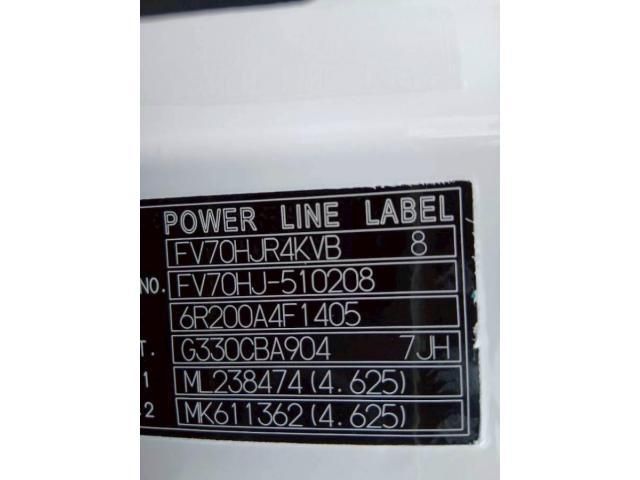 POWER LINE LABEL
FV70HJR4KVB 8
NO. FV70HJ-510208
6R200A4F1405
T. G330CBA904 7JH
1 ML238474(4.625)
2 MK611362(4.625)